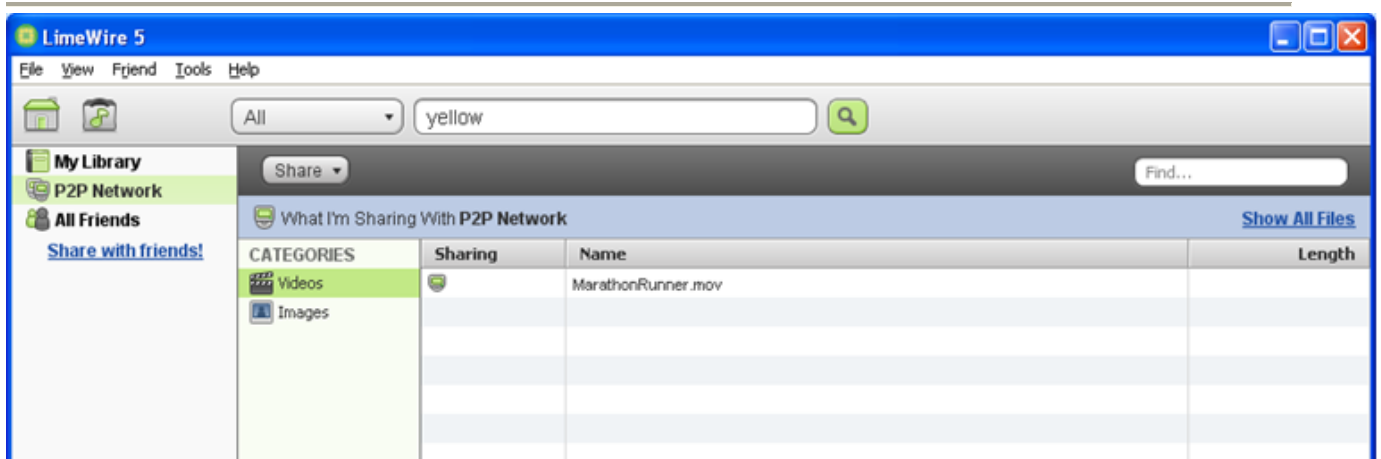 LimeWire 5
File View Friend Tools Help
All yellow
My Library
P2P Network
All Friends
Share with friends!
Share Find...
What I'm Sharing With P2P Network Show All Files
CATEGORIES Sharing Name Length
Videos MarathonRunner.mov
Images